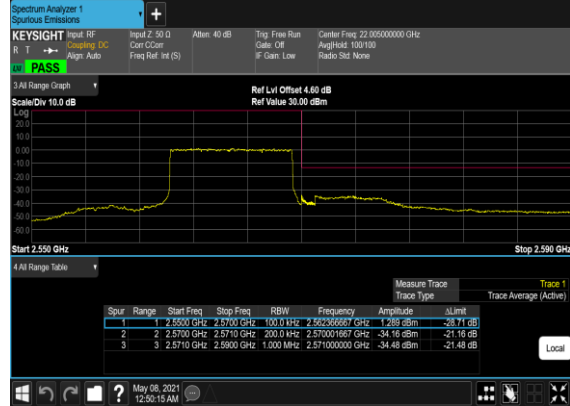 Spectrum Analyzer 1
Spurious Emissions
+
KEYSIGHT Input: RF Input Z: 50 Ω Atten: 40 dB Trig: Free Run Center Freq: 22.005000000 GHz
R T Coupling: DC Corr CCorr Gate: Off Avg|Hold: 100/100
Align: Auto Freq Ref: Int (S) IF Gain: Low Radio Std: None
PASS
3 All Range Graph
Ref Lvl Offset 4.60 dB
Scale/Div 10.0 dB Ref Value 30.00 dBm
Log
20.0
10.0
0.00
-10.0
-20.0
-30.0
-40.0
-50.0
-60.0
Start 2.550 GHz Stop 2.590 GHz
4 All Range Table
Measure Trace Trace 1
Trace Type Trace Average (Active)
Spur Range Start Freq Stop Freq RBW Frequency Amplitude ΔLimit
1 1 2.5500 GHz 2.5700 GHz 100.0 kHz 2.562366667 GHz 1.289 dBm -28.71 dB
2 2 2.5700 GHz 2.5710 GHz 200.0 kHz 2.570001667 GHz -34.16 dBm -21.16 dB
3 3 2.5710 GHz 2.5900 GHz 1.000 MHz 2.571000000 GHz -34.48 dBm -21.48 dB
Local
? May 08, 2021
12:50:15 AM